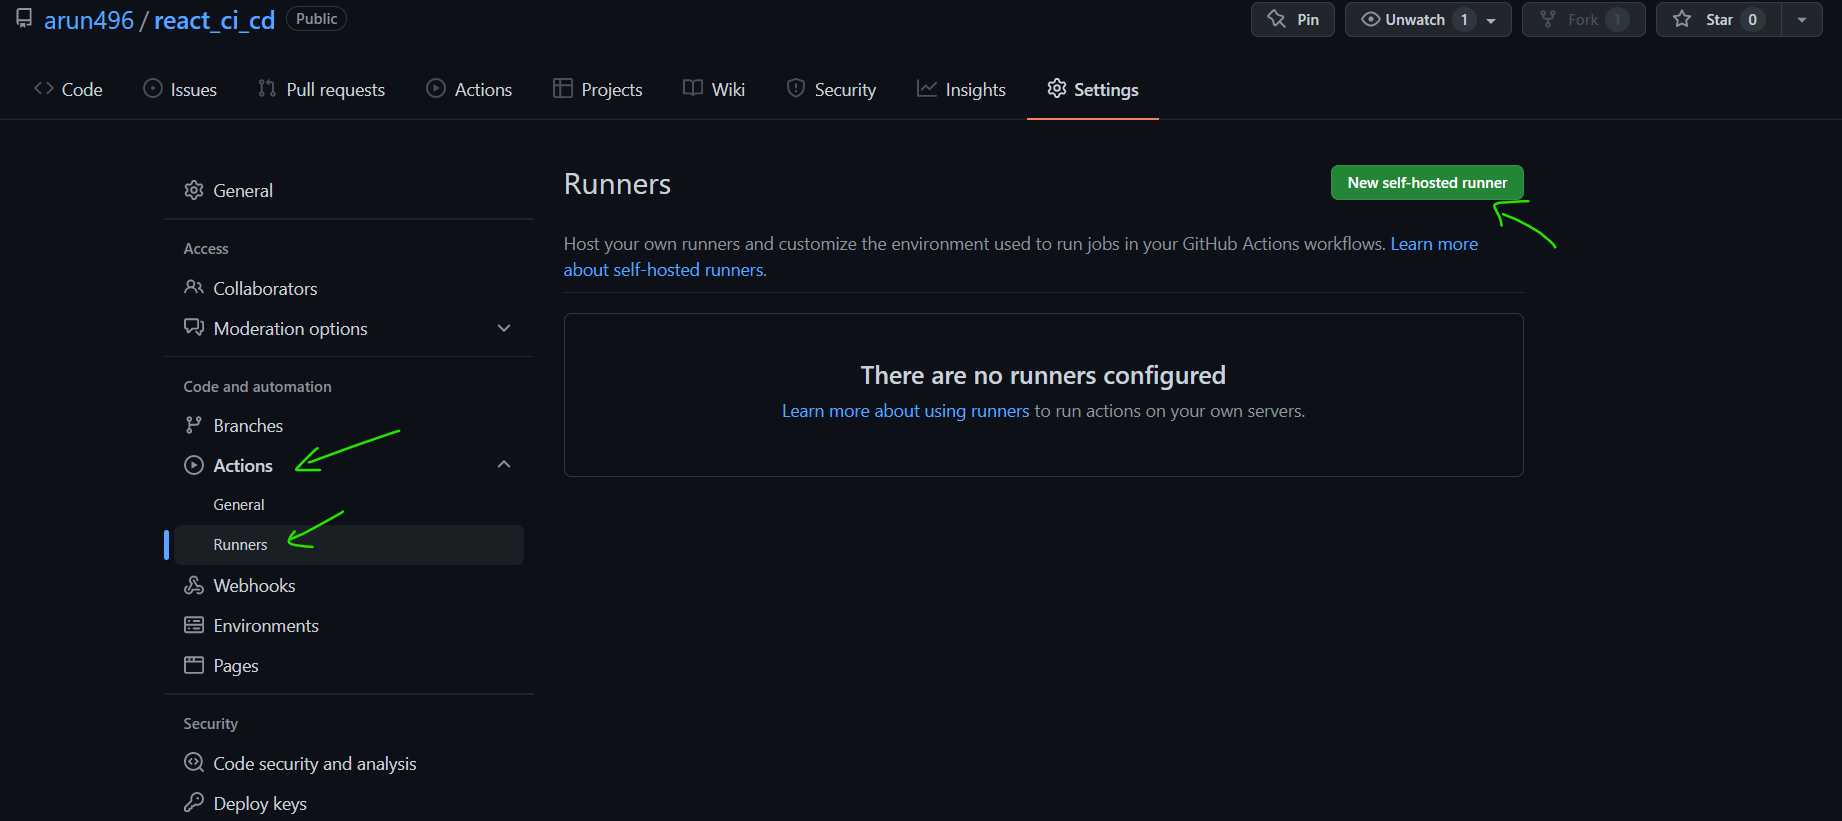 arun496 / react_ci_cd Public
Pin
Unwatch 1
Fork 1
Star 0
Code
Issues
Pull requests
Actions
Projects
Wiki
Security
Insights
Settings
General
Access
Collaborators
Moderation options
Code and automation
Branches
Actions
General
Runners
Webhooks
Environments
Pages
Security
Code security and analysis
Deploy keys
Runners
New self-hosted runner
Host your own runners and customize the environment used to run jobs in your GitHub Actions workflows. Learn more
about self-hosted runners.
There are no runners configured
Learn more about using runners to run actions on your own servers.